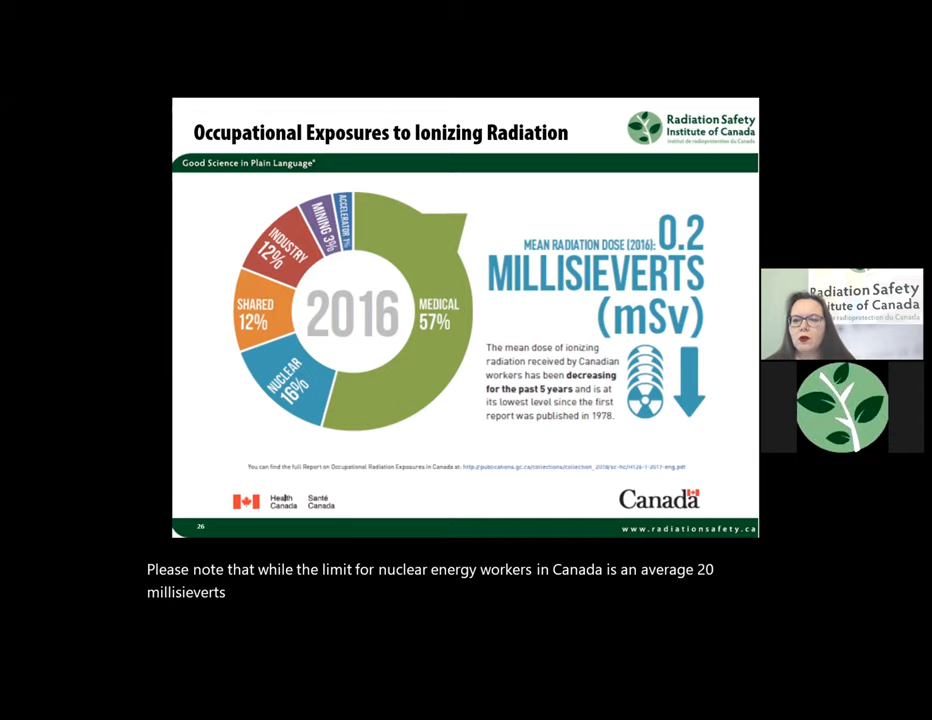 Occupational Exposures to Ionizing Radiation
Radiation Safety
Institute of Canada
Institut de radioprotection du Canada
Good Science in Plain Language®
ACCELERATOR 1%
MINING 3%
INDUSTRY
12%
SHARED
12%
NUCLEAR
16%
2016
MEDICAL
57%
MEAN RADIATION DOSE (2016): 0.2
MILLISIEVERTS
(mSv)
The mean dose of ionizing
radiation received by Canadian
workers has been decreasing
for the past 5 years and is at
its lowest level since the first
report was published in 1978.
You can find the full Report on Occupational Radiation Exposures in Canada at:
Health
Canada
Santé
Canada
Canada
26
www.radiationsafety.ca
Radiation Safety
itute of Canada
radioprotection du Canada
Please note that while the limit for nuclear energy workers in Canada is an average 20
millisieverts